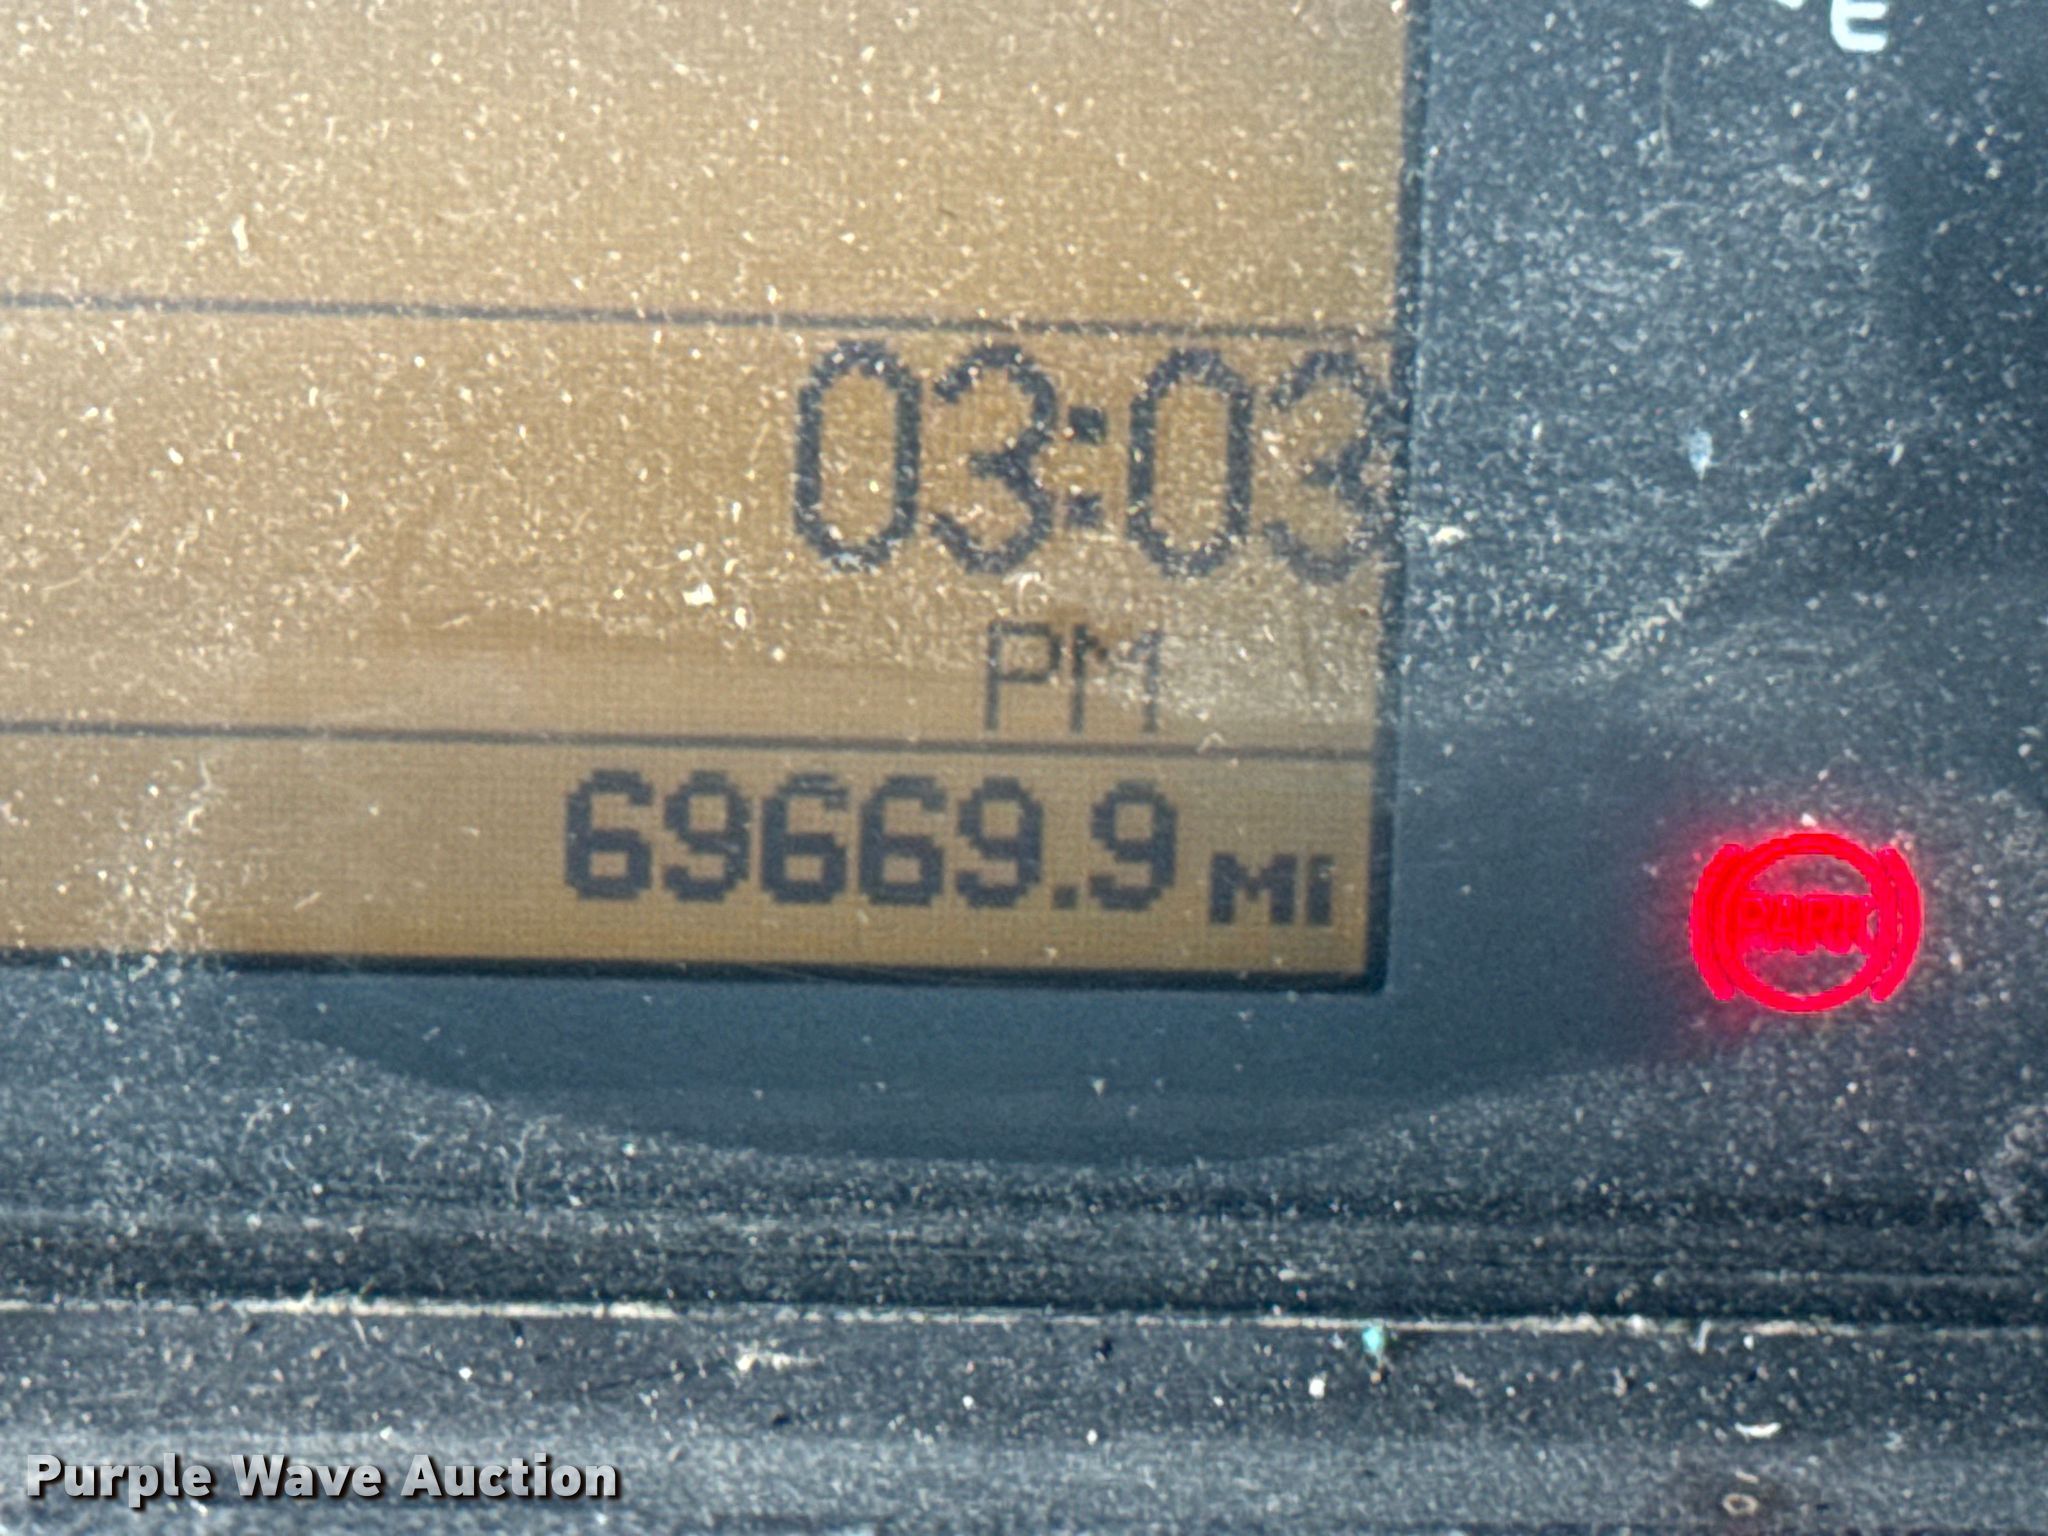 E
03:03
PM
69669.9 MI
PARK
Purple Wave Auction